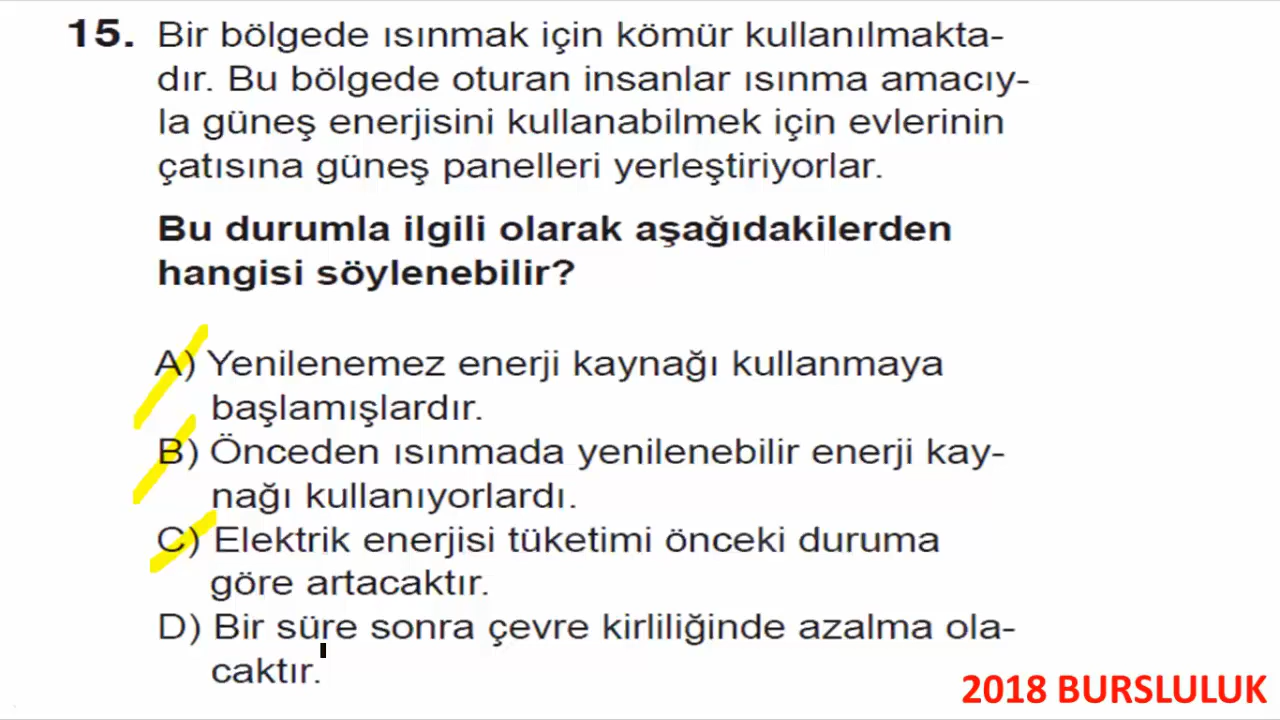 15. Bir bölgede ısınmak için kömür kullanılmakta-
dır. Bu bölgede oturan insanlar ısınma amacıy-
la güneş enerjisini kullanabilmek için evlerinin
çatısına güneş panelleri yerleştiriyorlar.
Bu durumla ilgili olarak aşağıdakilerden
hangisi söylenebilir?
A) Yenilenemez enerji kaynağı kullanmaya
başlamışlardır.
B) Önceden ısınmada yenilenebilir enerji kay-
nağı kullanıyorlardı.
C) Elektrik enerjisi tüketimi önceki duruma
göre artacaktır.
D) Bir süre sonra çevre kirliliğinde azalma ola-
caktır.
2018 BURSLULUK